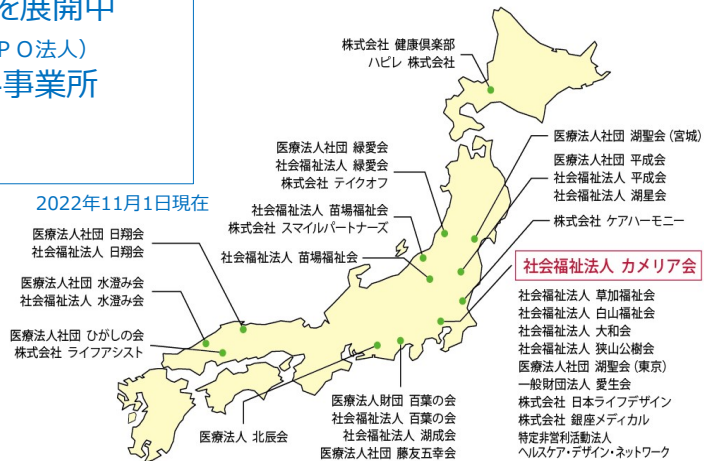 を展開中
ＰＯ法人）
事業所
2022年11月1日現在
株式会社 健康倶楽部
ハピレ 株式会社
医療法人社団 緑愛会
社会福祉法人 緑愛会
株式会社 テイクオフ
社会福祉法人 苗場福祉会
株式会社 スマイルパートナーズ
社会福祉法人 苗場福祉会
医療法人社団 日翔会
社会福祉法人 日翔会
医療法人社団 水澄み会
社会福祉法人 水澄み会
医療法人社団 ひがしの会
株式会社 ライフアシスト
医療法人 北辰会
医療法人財団 百葉の会
社会福祉法人 百葉の会
社会福祉法人 湖成会
医療法人社団 藤友五幸会
医療法人社団 湖聖会（宮城）
医療法人社団 平成会
社会福祉法人 平成会
社会福祉法人 湖星会
株式会社 ケアハーモニー
社会福祉法人 カメリア会
社会福祉法人 草加福祉会
社会福祉法人 白山福祉会
社会福祉法人 大和会
社会福祉法人 狭山公樹会
医療法人社団 湖聖会（東京）
一般財団法人 愛生会
株式会社 日本ライフデザイン
株式会社 銀座メディカル
特定非営利活動法人
ヘルスケア・デザイン・ネットワーク